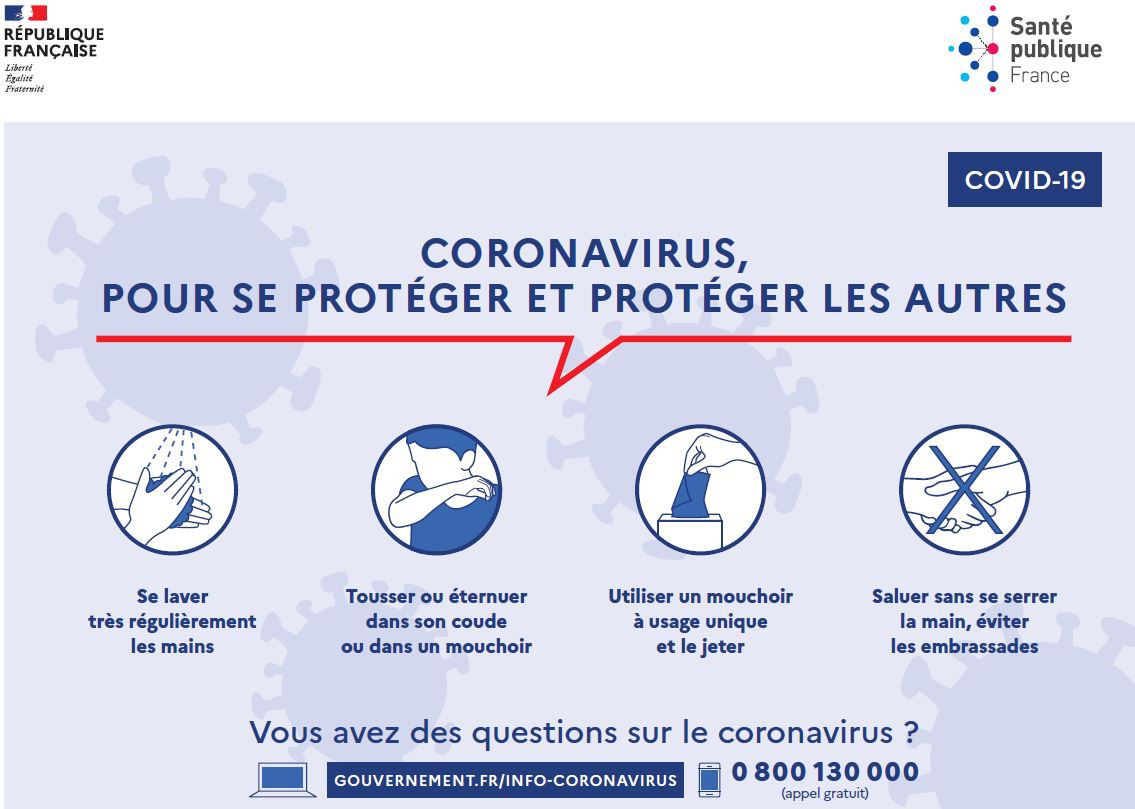 RÉPUBLIQUE
FRANÇAISE
Liberté
Égalité
Fraternité
Santé
publique
France
COVID-19
CORONAVIRUS,
POUR SE PROTÉGER ET PROTÉGER LES AUTRES
Se laver
très régulièrement
les mains
Tousser ou éternuer
dans son coude
ou dans un mouchoir
Utiliser un mouchoir
à usage unique
et le jeter
Saluer sans se serrer
la main, éviter
les embrassades
Vous avez des questions sur le coronavirus ?
GOUVERNEMENT.FR/INFO-CORONAVIRUS
0 800 130 000
(appel gratuit)